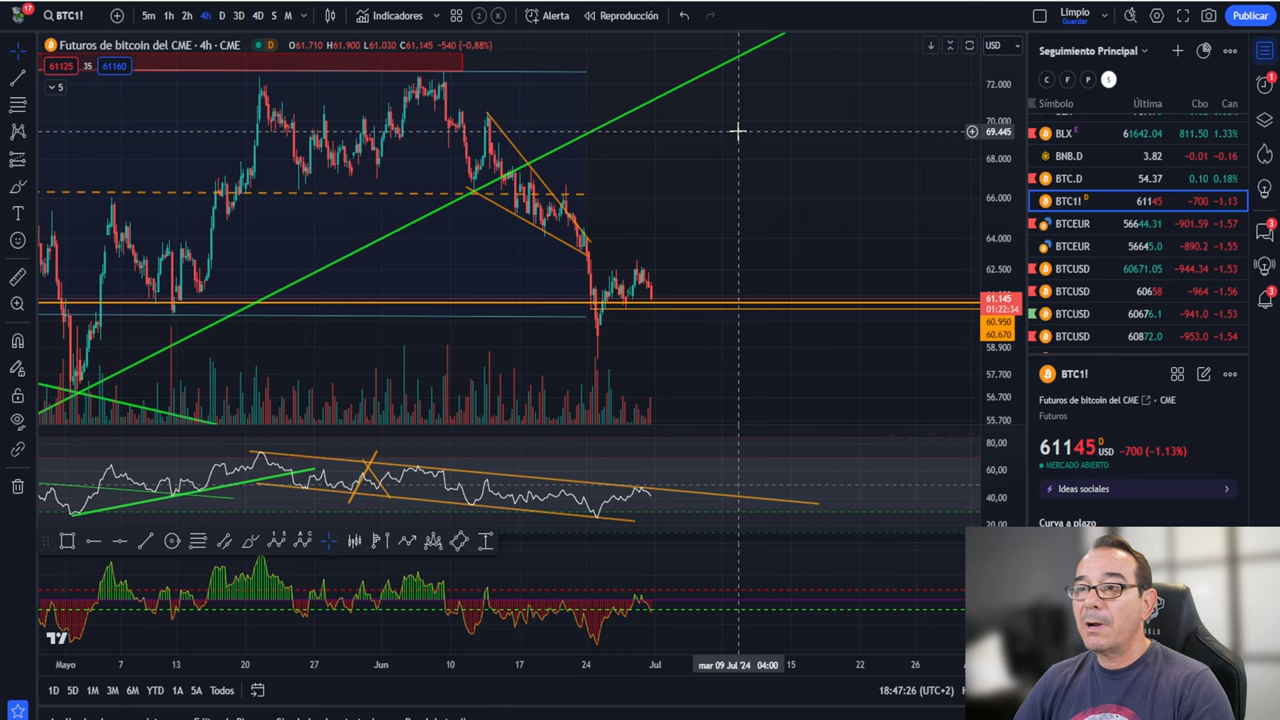 17
BTC1!
5m 1h 2h 4h D 3D 4D S M
Indicadores
2 K
Alerta
Reproducción
Limpio
Guardar
Publicar
Futuros de bitcoin del CME · 4h · CME
D O61.710 H61.900 L61.030 C61.145 -540 (-0,88%)
61125 35 61160
5
USD
72.000
70.000
69.445
68.000
66.000
64.000
62.500
61.145
01:22:34
60.950
60.670
58.900
57.700
56.700
55.700
80,00
60,00
40,00
20,00
Mayo 7 13 20 27 Jun 10 17 24 Jul mar 09 Jul '24 04:00 15 22 26
1D 5D 1M 3M 6M YTD 1A 5A Todos
18:47:26 (UTC+2)
Seguimiento Principal
C F P S
Símbolo Última Cbo Can
BLX E 61642.04 811.50 1.33%
BNB.D 3.82 -0.01 -0.16
BTC.D 54.37 0.10 0.18%
BTC1! D 61145 -700 -1.13
BTCEUR 56644.31 -901.59 -1.57
BTCEUR 56645.0 -890.2 -1.55
BTCUSD 60671.05 -944.34 -1.53
BTCUSD 60658 -964 -1.56
BTCUSD 60676.1 -941.0 -1.53
BTCUSD 60872.0 -953.0 -1.54
BTC1!
Futuros de bitcoin del CME · CME
Futuros
61145 D USD -700 (-1.13%)
MERCADO ABIERTO
Ideas sociales
Curva a plazo
1
3
3